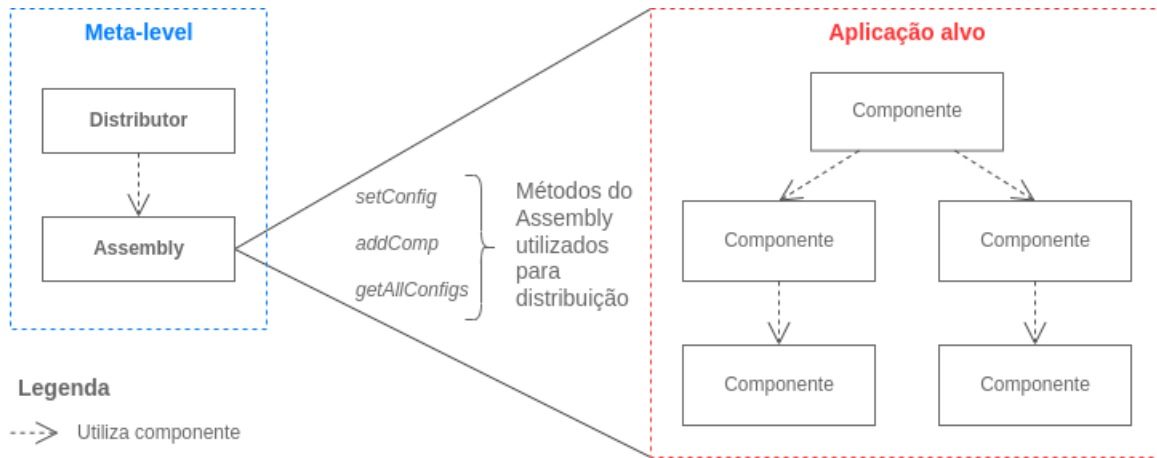 Meta-level
Distributor
Assembly
setConfig
addComp
getAllConfigs
Métodos do
Assembly
utilizados
para
distribuição
Aplicação alvo
Componente
Componente
Componente
Componente
Componente
Legenda
Utiliza componente